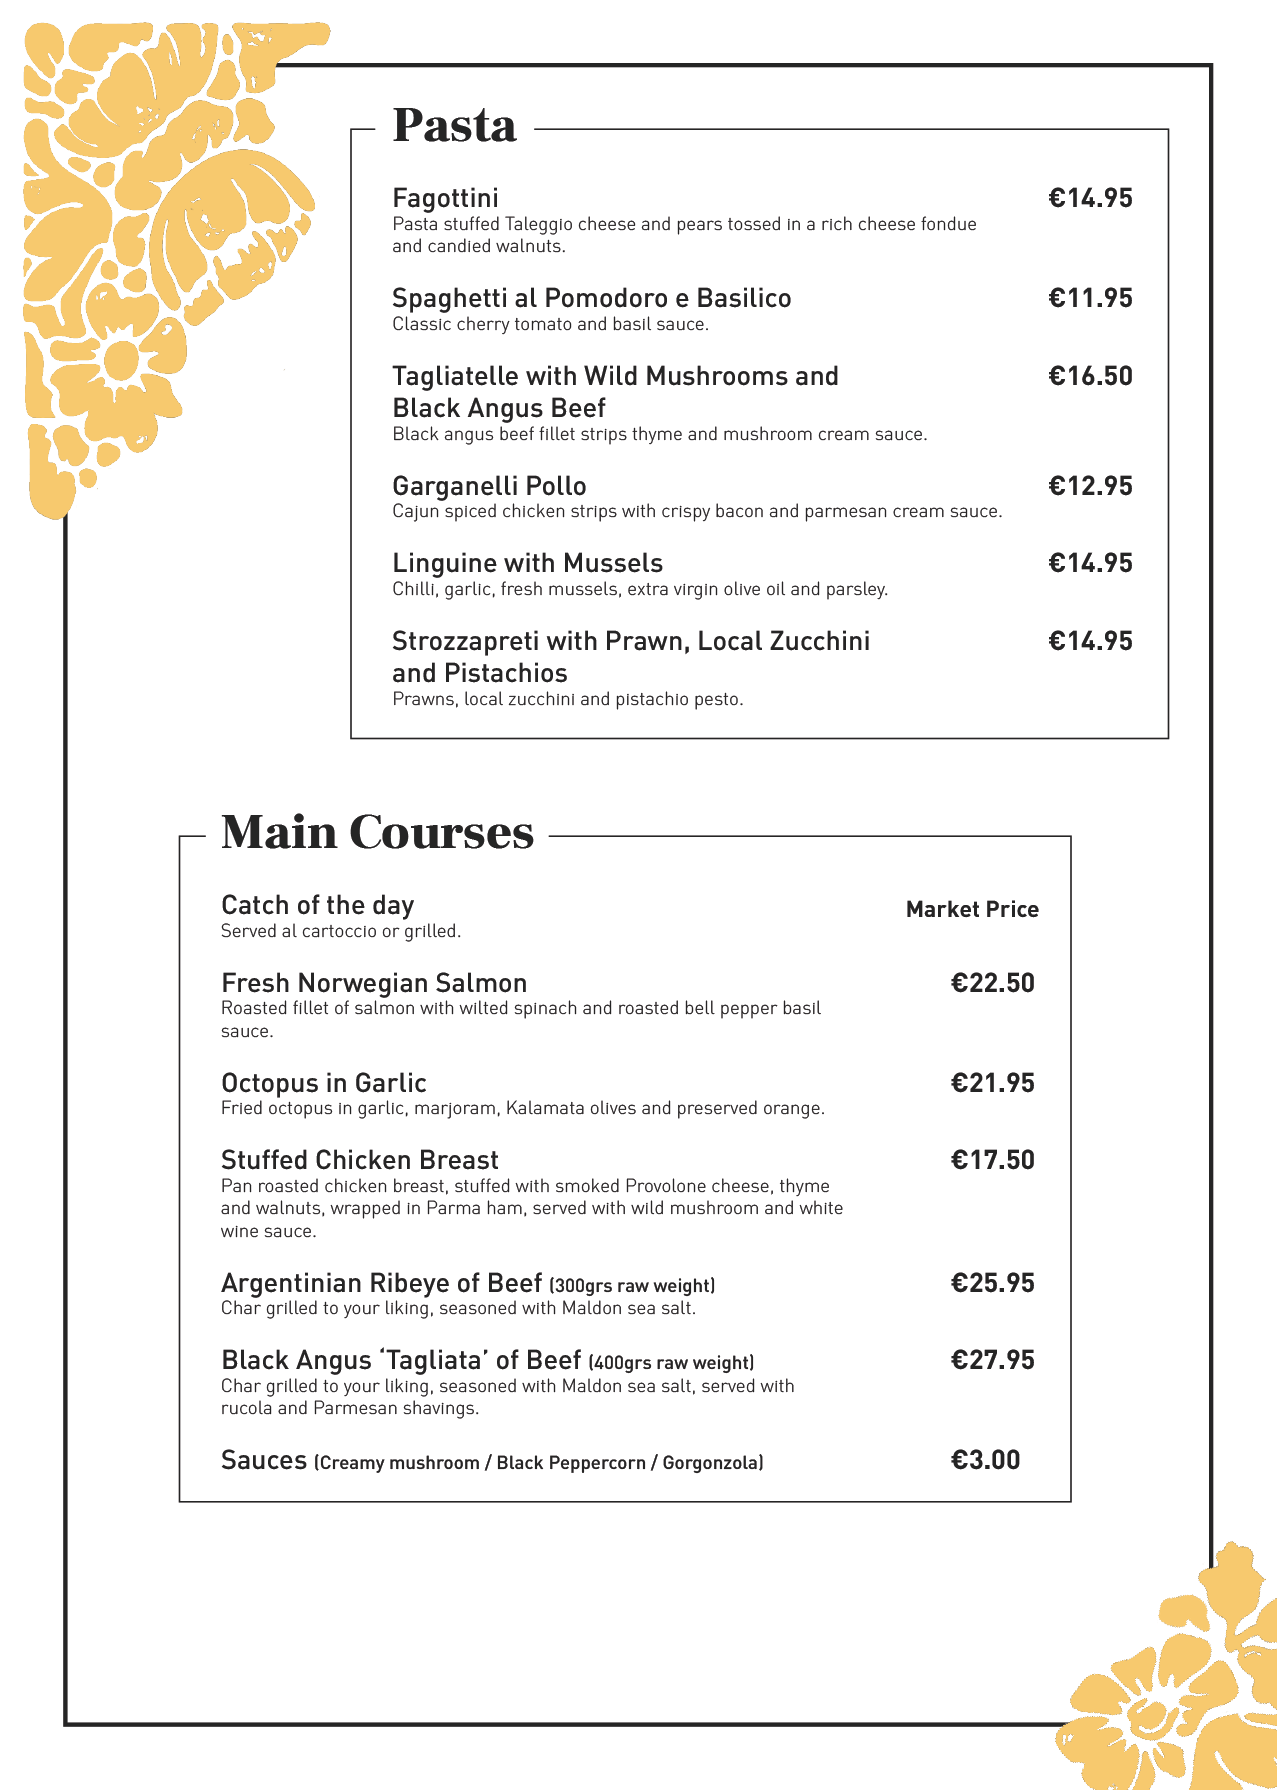 Pasta
Fagottini €14.95
Pasta stuffed Taleggio cheese and pears tossed in a rich cheese fondue
and candied walnuts.
Spaghetti al Pomodoro e Basilico €11.95
Classic cherry tomato and basil sauce.
Tagliatelle with Wild Mushrooms and €16.50
Black Angus Beef
Black angus beef fillet strips thyme and mushroom cream sauce.
Garganelli Pollo €12.95
Cajun spiced chicken strips with crispy bacon and parmesan cream sauce.
Linguine with Mussels €14.95
Chilli, garlic, fresh mussels, extra virgin olive oil and parsley.
Strozzapreti with Prawn, Local Zucchini €14.95
and Pistachios
Prawns, local zucchini and pistachio pesto.
Main Courses
Catch of the day Market Price
Served al cartoccio or grilled.
Fresh Norwegian Salmon €22.50
Roasted fillet of salmon with wilted spinach and roasted bell pepper basil
sauce.
Octopus in Garlic €21.95
Fried octopus in garlic, marjoram, Kalamata olives and preserved orange.
Stuffed Chicken Breast €17.50
Pan roasted chicken breast, stuffed with smoked Provolone cheese, thyme
and walnuts, wrapped in Parma ham, served with wild mushroom and white
wine sauce.
Argentinian Ribeye of Beef (300grs raw weight) €25.95
Char grilled to your liking, seasoned with Maldon sea salt.
Black Angus ‘Tagliata’ of Beef (400grs raw weight) €27.95
Char grilled to your liking, seasoned with Maldon sea salt, served with
rucola and Parmesan shavings.
Sauces (Creamy mushroom / Black Peppercorn / Gorgonzola) €3.00